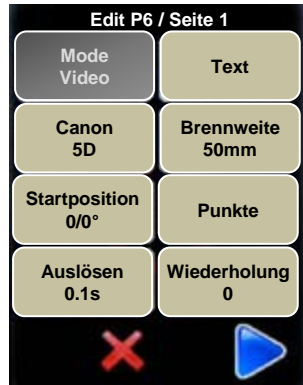 Edit P6 / Seite 1
Mode
Video
Text
Canon
5D
Brennweite
50mm
Startposition
0/0°
Punkte
Auslösen
0.1s
Wiederholung
0